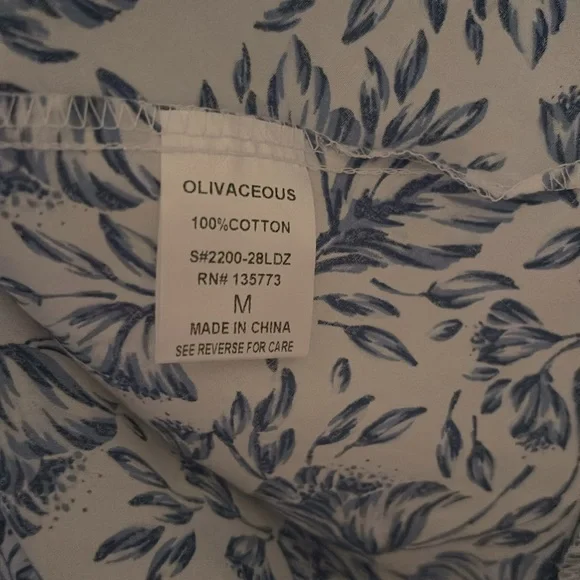 OLIVACEOUS
100%COTTON
S#2200-28LDZ
RN# 135773
M
MADE IN CHINA
SEE REVERSE FOR CARE